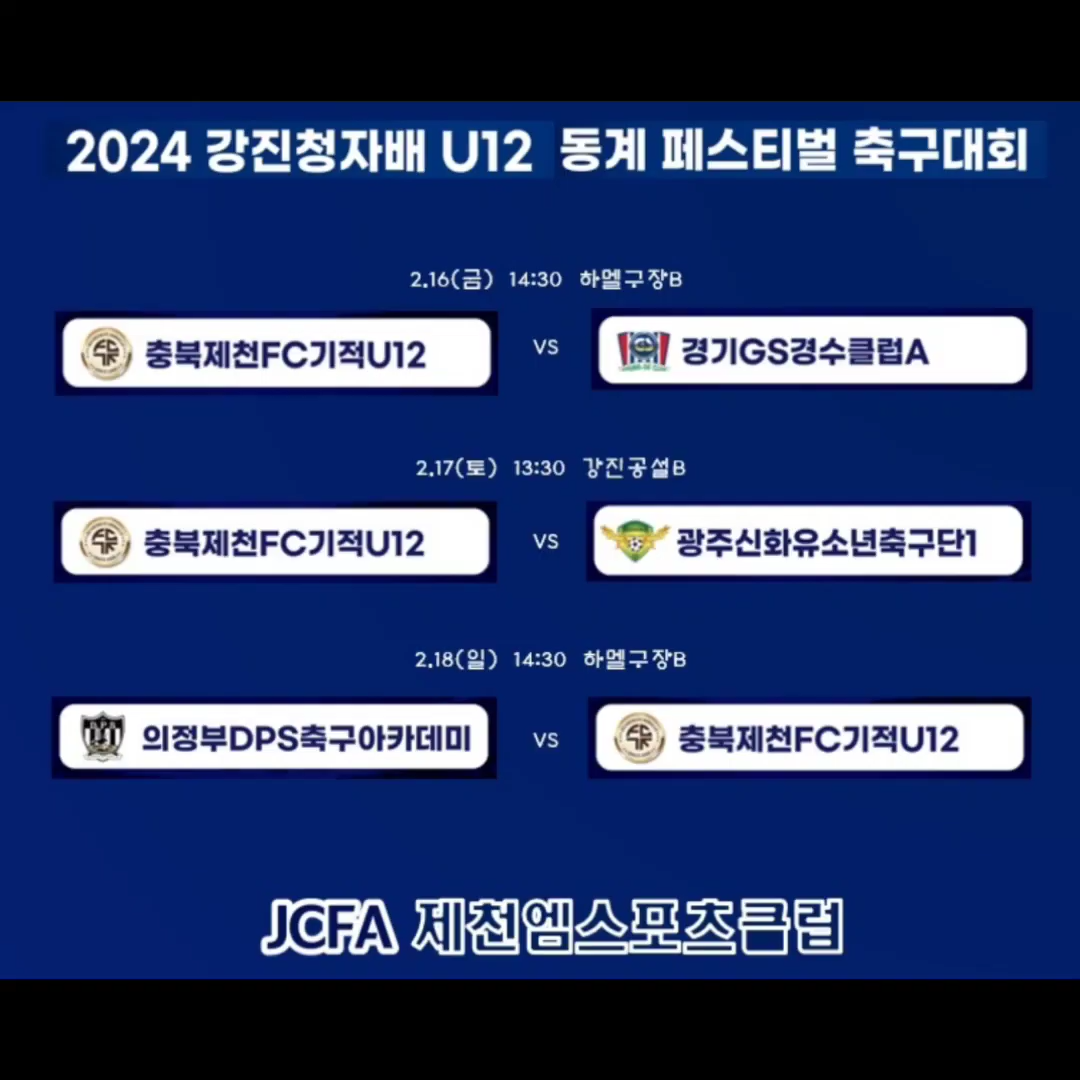 2024 강진청자배 U12 동계 페스티벌 축구대회
2.16(금) 14:30 하멜구장B
충북제천FC기적U12 VS 경기GS경수클럽A
2.17(토) 13:30 강진공설B
충북제천FC기적U12 VS 광주신화유소년축구단1
2.18(일) 14:30 하멜구장B
의정부DPS축구아카데미 VS 충북제천FC기적U12
JCFA 제천엠스포츠클럽